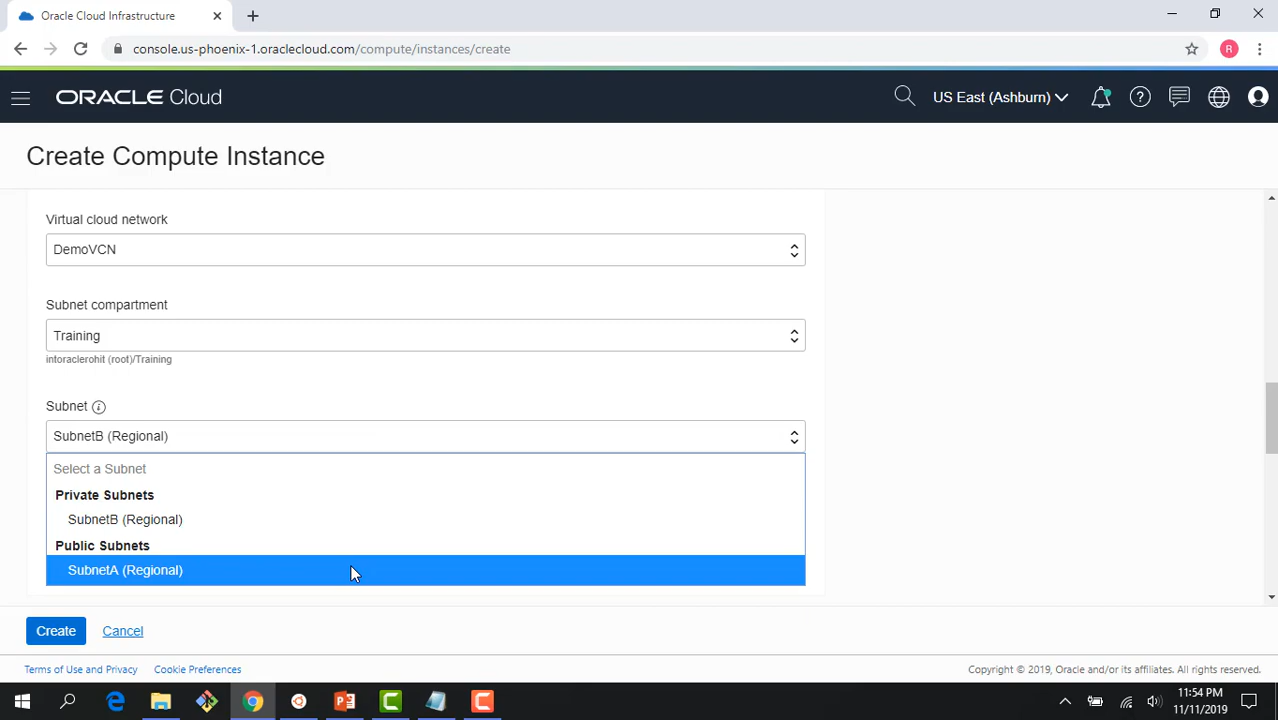 Oracle Cloud Infrastructure
console.us-phoenix-1.oraclecloud.com/compute/instances/create
R
ORACLE Cloud
US East (Ashburn)
Create Compute Instance
Virtual cloud network
DemoVCN
Subnet compartment
Training
intoraclerohit (root)/Training
Subnet
SubnetB (Regional)
Select a Subnet
Private Subnets
SubnetB (Regional)
Public Subnets
SubnetA (Regional)
Create
Cancel
Terms of Use and Privacy
Cookie Preferences
Copyright © 2019, Oracle and/or its affiliates. All rights reserved.
11:54 PM
11/11/2019